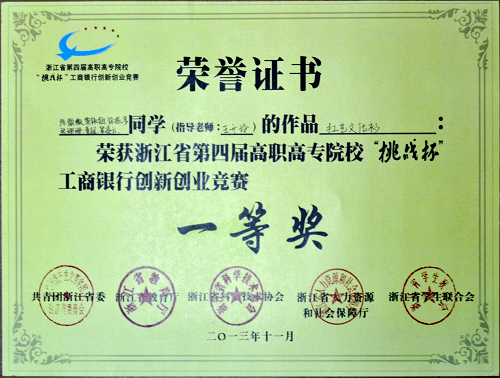 浙江省第四届高职高专院校
“挑战杯”工商银行创新创业竞赛
荣誉证书
同学（指导老师：        ）的作品        ：
荣获浙江省第四届高职高专院校“挑战杯”
工商银行创新创业竞赛
一等奖
共青团浙江省委 浙江省教育厅 浙江省科学技术协会 浙江省人力资源和社会保障厅 浙江省学生联合会
二〇一三年十一月